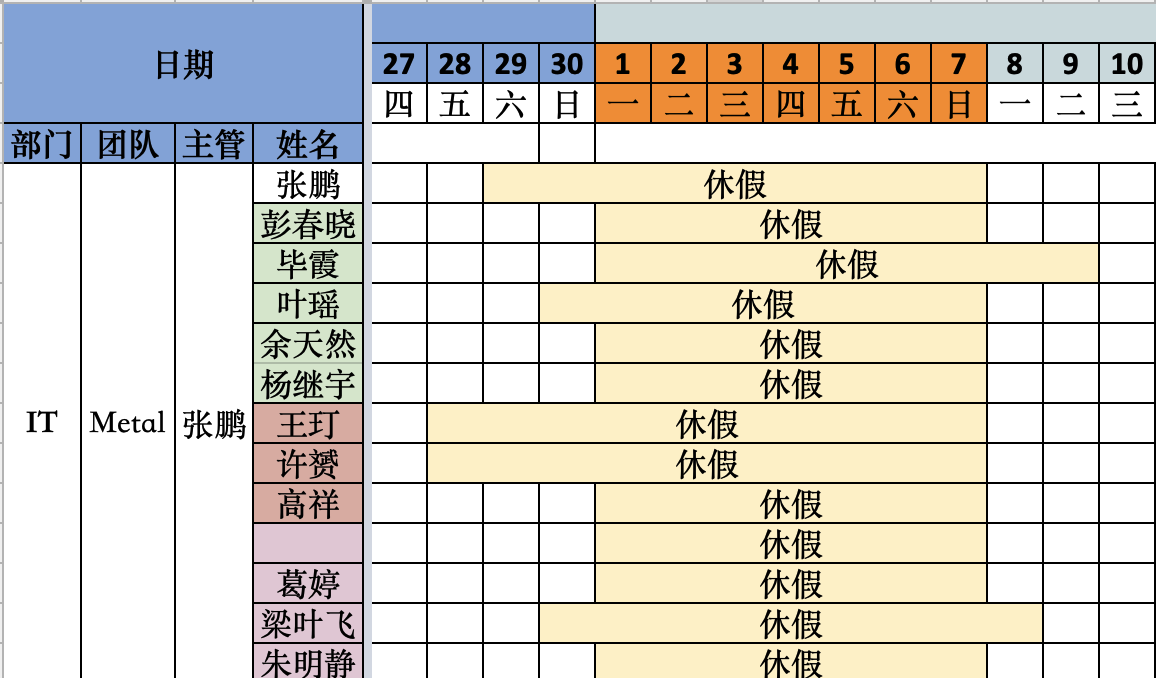 日期 27 28 29 30 1 2 3 4 5 6 7 8 9 10
四 五 六 日 一 二 三 四 五 六 日 一 二 三
部门 团队 主管 姓名
张鹏 休假
彭春晓 休假
毕霞 休假
叶瑶 休假
余天然 休假
杨继宇 休假
IT Metal 张鹏 王玎 休假
许赟 休假
高祥 休假
休假
葛婷 休假
梁叶飞 休假
朱明静 休假